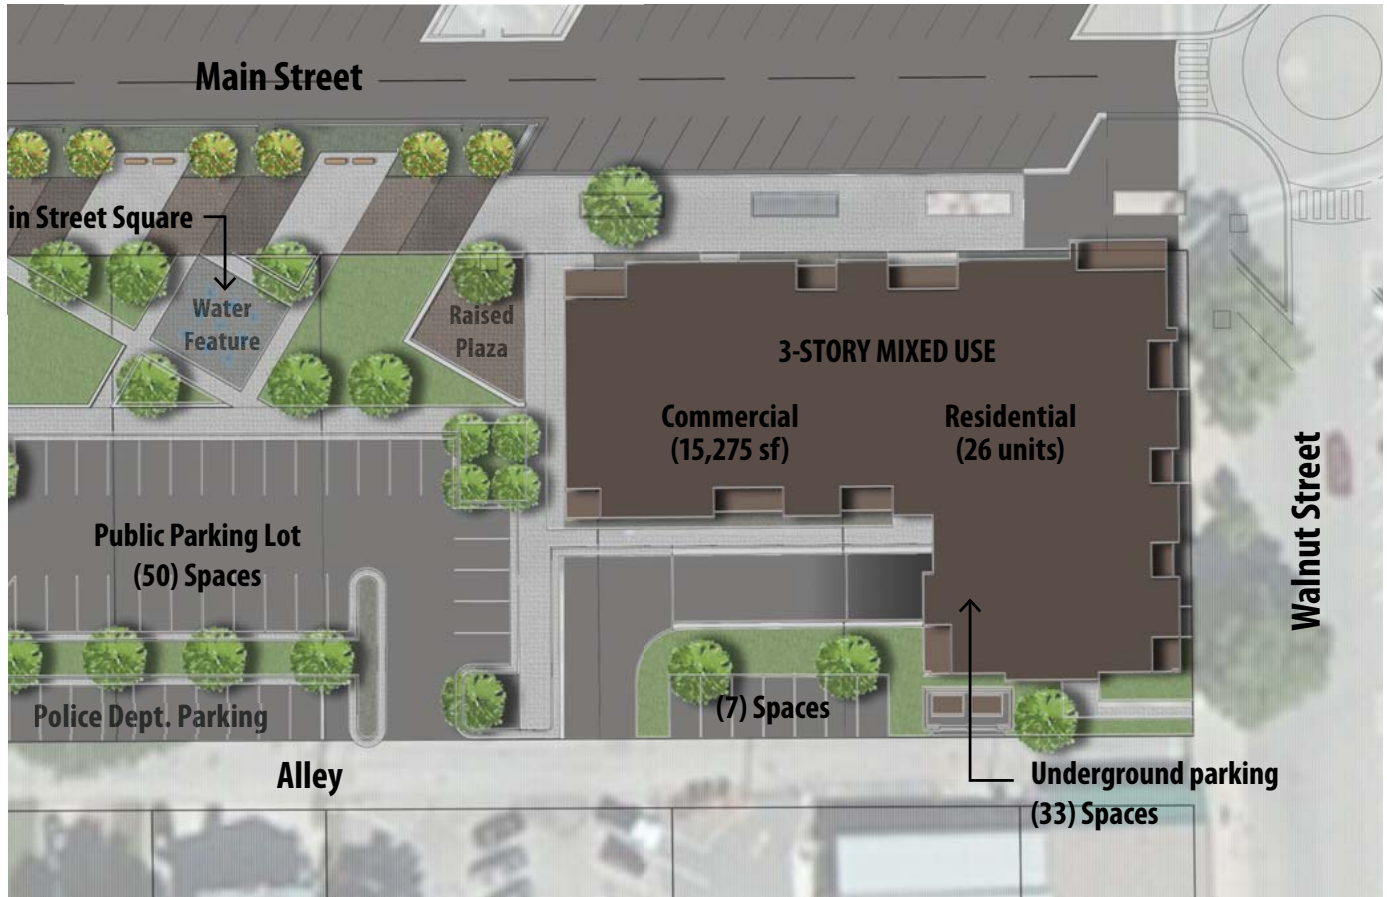 Main Street
in Street Square
Water
Feature
Raised
Plaza
3-STORY MIXED USE
Commercial
(15,275 sf)
Residential
(26 units)
Walnut Street
Public Parking Lot
(50) Spaces
Police Dept. Parking
(7) Spaces
Alley
Underground parking
(33) Spaces